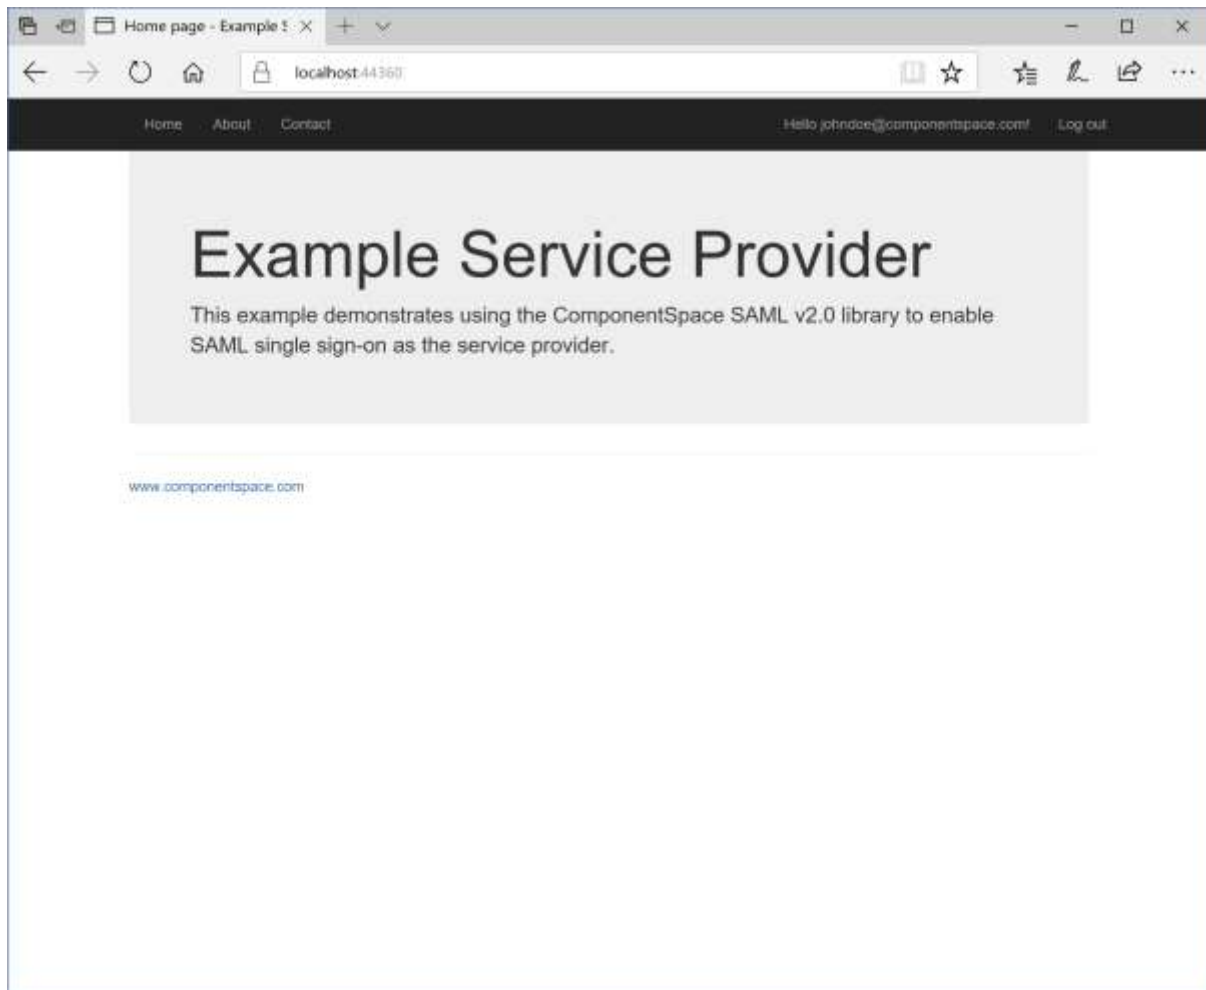 Home page - Example S
localhost:44360
Home About Contact Hello johndoe@componentspace.com! Log out
Example Service Provider
This example demonstrates using the ComponentSpace SAML v2.0 library to enable
SAML single sign-on as the service provider.
www.componentspace.com